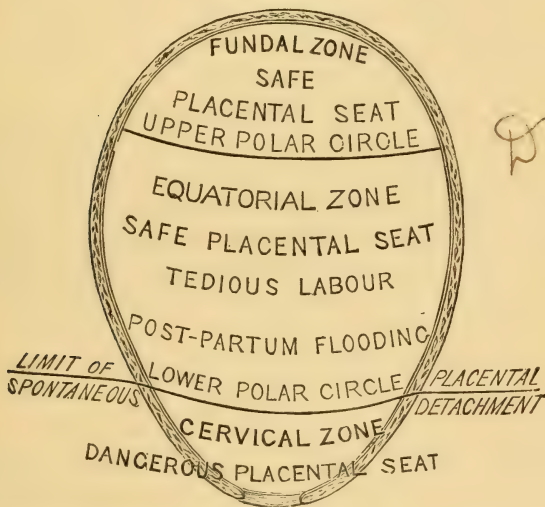 FUNDAL ZONE
SAFE
PLACENTAL SEAT
UPPER POLAR CIRCLE
EQUATORIAL ZONE
SAFE PLACENTAL SEAT
TEDIOUS LABOUR
POST-PARTUM FLOODING
LIMIT OF
SPONTANEOUS
LOWER POLAR CIRCLE
PLACENTAL
DETACHMENT
CERVICAL ZONE
DANGEROUS PLACENTAL SEAT